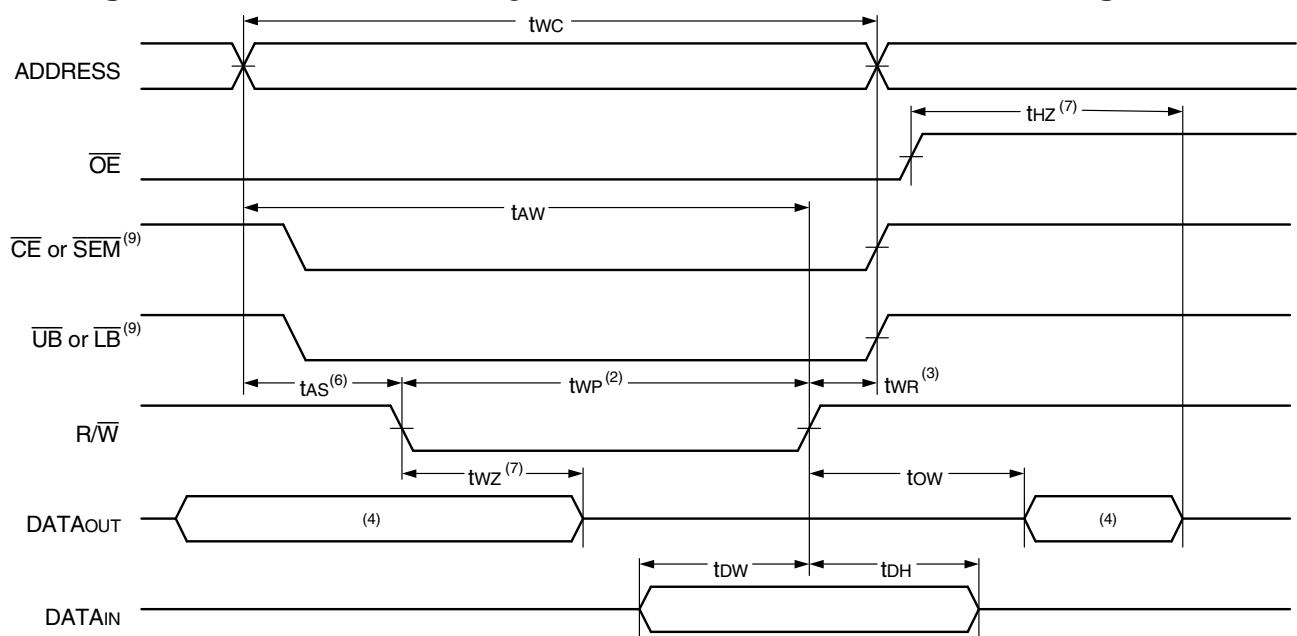 tWC
ADDRESS
tHZ (7)
OE
tAW
CE or SEM (9)
UB or LB (9)
tAS (6)
tWP (2)
tWR (3)
R/W
tWZ (7)
tOW
DATAOUT
(4)
(4)
tDW
tDH
DATAIN